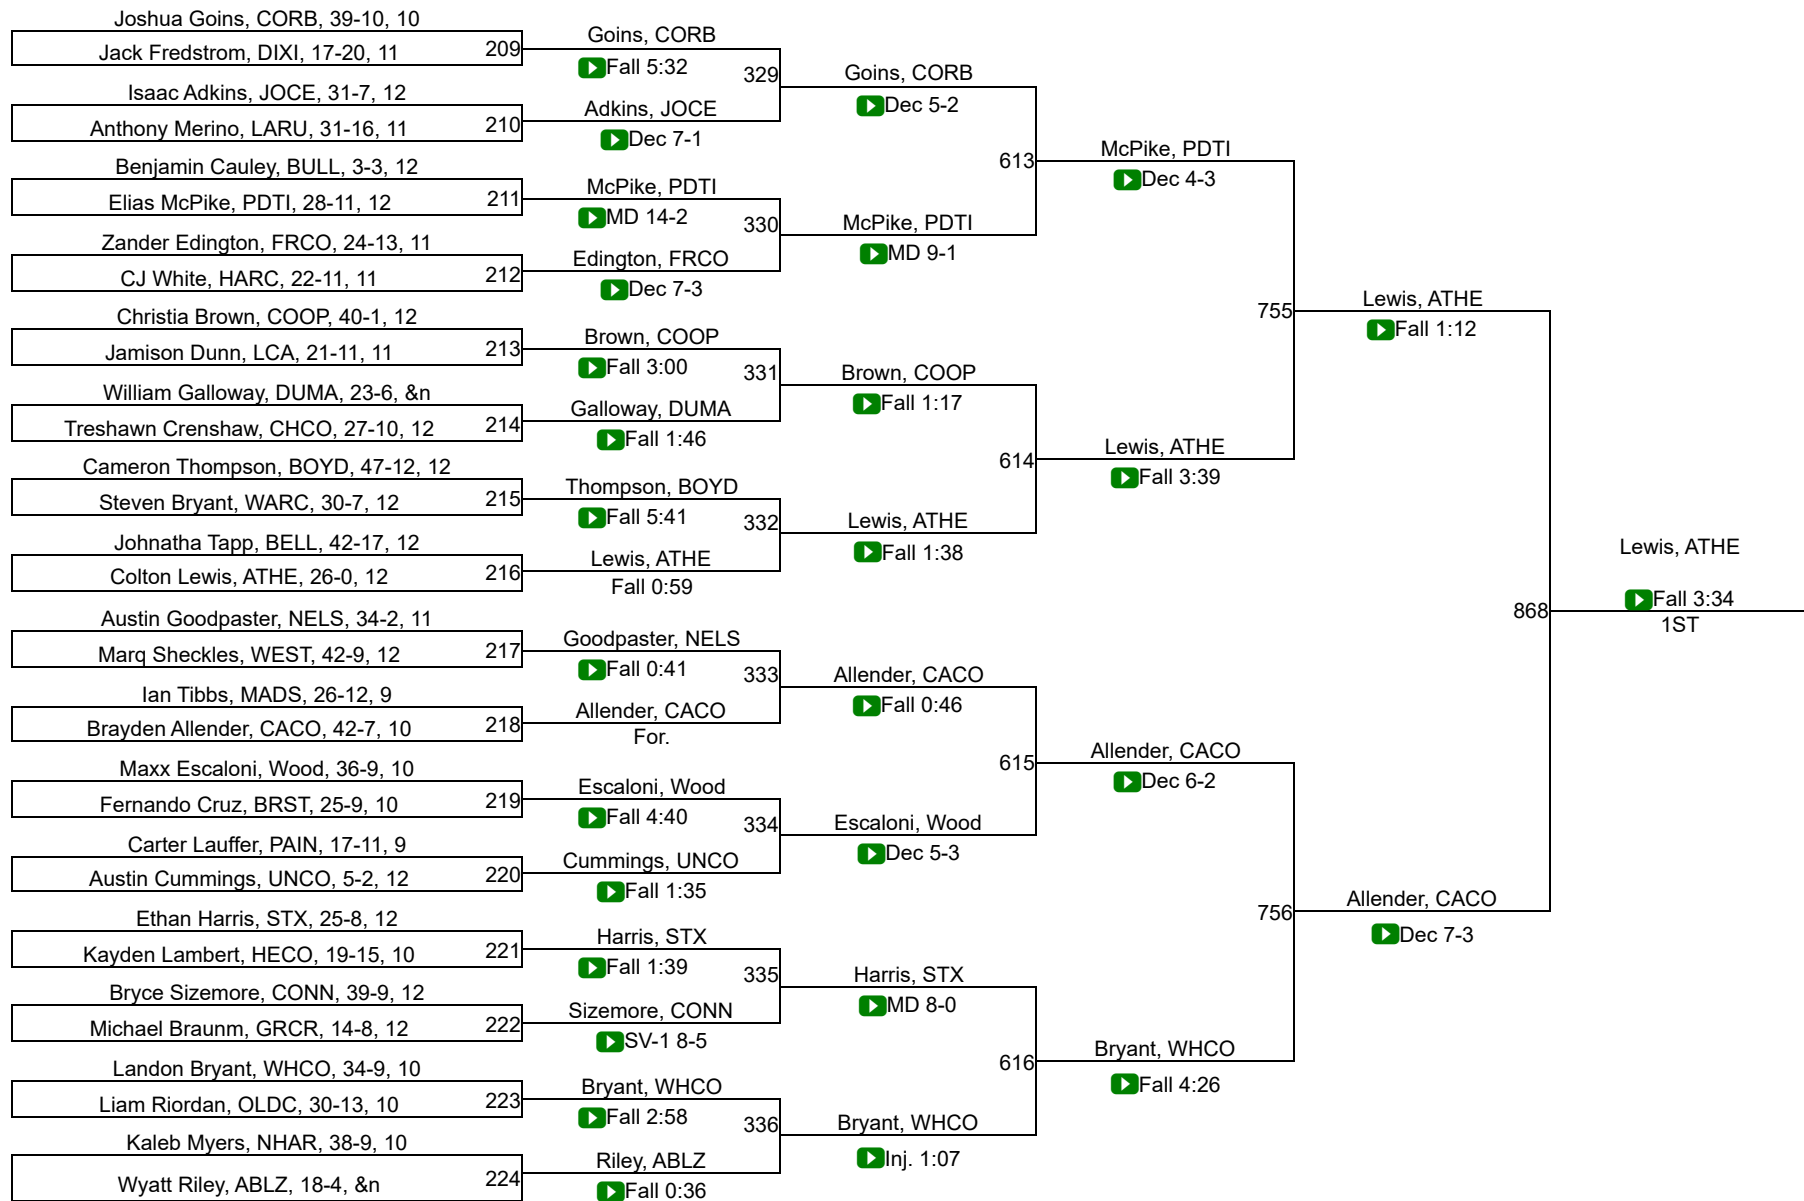 Joshua Goins, CORB, 39-10, 10
Jack Fredstrom, DIXI, 17-20, 11
209
Isaac Adkins, JOCE, 31-7, 12
Anthony Merino, LARU, 31-16, 11
210
Benjamin Cauley, BULL, 3-3, 12
Elias McPike, PDTI, 28-11, 12
211
Zander Edington, FRCO, 24-13, 11
CJ White, HARC, 22-11, 11
212
Christia Brown, COOP, 40-1, 12
Jamison Dunn, LCA, 21-11, 11
213
William Galloway, DUMA, 23-6, &n
Treshawn Crenshaw, CHCO, 27-10, 12
214
Cameron Thompson, BOYD, 47-12, 12
Steven Bryant, WARC, 30-7, 12
215
Johnatha Tapp, BELL, 42-17, 12
Colton Lewis, ATHE, 26-0, 12
216
Austin Goodpaster, NELS, 34-2, 11
Marq Sheckles, WEST, 42-9, 12
217
Ian Tibbs, MADS, 26-12, 9
Brayden Allender, CACO, 42-7, 10
218
Maxx Escaloni, Wood, 36-9, 10
Fernando Cruz, BRST, 25-9, 10
219
Carter Lauffer, PAIN, 17-11, 9
Austin Cummings, UNCO, 5-2, 12
220
Ethan Harris, STX, 25-8, 12
Kayden Lambert, HECO, 19-15, 10
221
Bryce Sizemore, CONN, 39-9, 12
Michael Braunm, GRCR, 14-8, 12
222
Landon Bryant, WHCO, 34-9, 10
Liam Riordan, OLDC, 30-13, 10
223
Kaleb Myers, NHAR, 38-9, 10
Wyatt Riley, ABLZ, 18-4, &n
224
Goins, CORB
Fall 5:32
329
Adkins, JOCE
Dec 7-1
McPike, PDTI
MD 14-2
330
Edington, FRCO
Dec 7-3
Brown, COOP
Fall 3:00
331
Galloway, DUMA
Fall 1:46
Thompson, BOYD
Fall 5:41
332
Lewis, ATHE
Fall 0:59
Goodpaster, NELS
Fall 0:41
333
Allender, CACO
For.
Escaloni, Wood
Fall 4:40
334
Cummings, UNCO
Fall 1:35
Harris, STX
Fall 1:39
335
Sizemore, CONN
SV-1 8-5
Bryant, WHCO
Fall 2:58
336
Riley, ABLZ
Fall 0:36
Goins, CORB
Dec 5-2
613
McPike, PDTI
MD 9-1
Brown, COOP
Fall 1:17
614
Lewis, ATHE
Fall 1:38
Allender, CACO
Fall 0:46
615
Escaloni, Wood
Dec 5-3
Harris, STX
MD 8-0
616
Bryant, WHCO
Inj. 1:07
McPike, PDTI
Dec 4-3
755
Lewis, ATHE
Fall 3:39
Allender, CACO
Dec 6-2
756
Bryant, WHCO
Fall 4:26
Lewis, ATHE
Fall 1:12
868
Allender, CACO
Dec 7-3
Lewis, ATHE
Fall 3:34
1ST